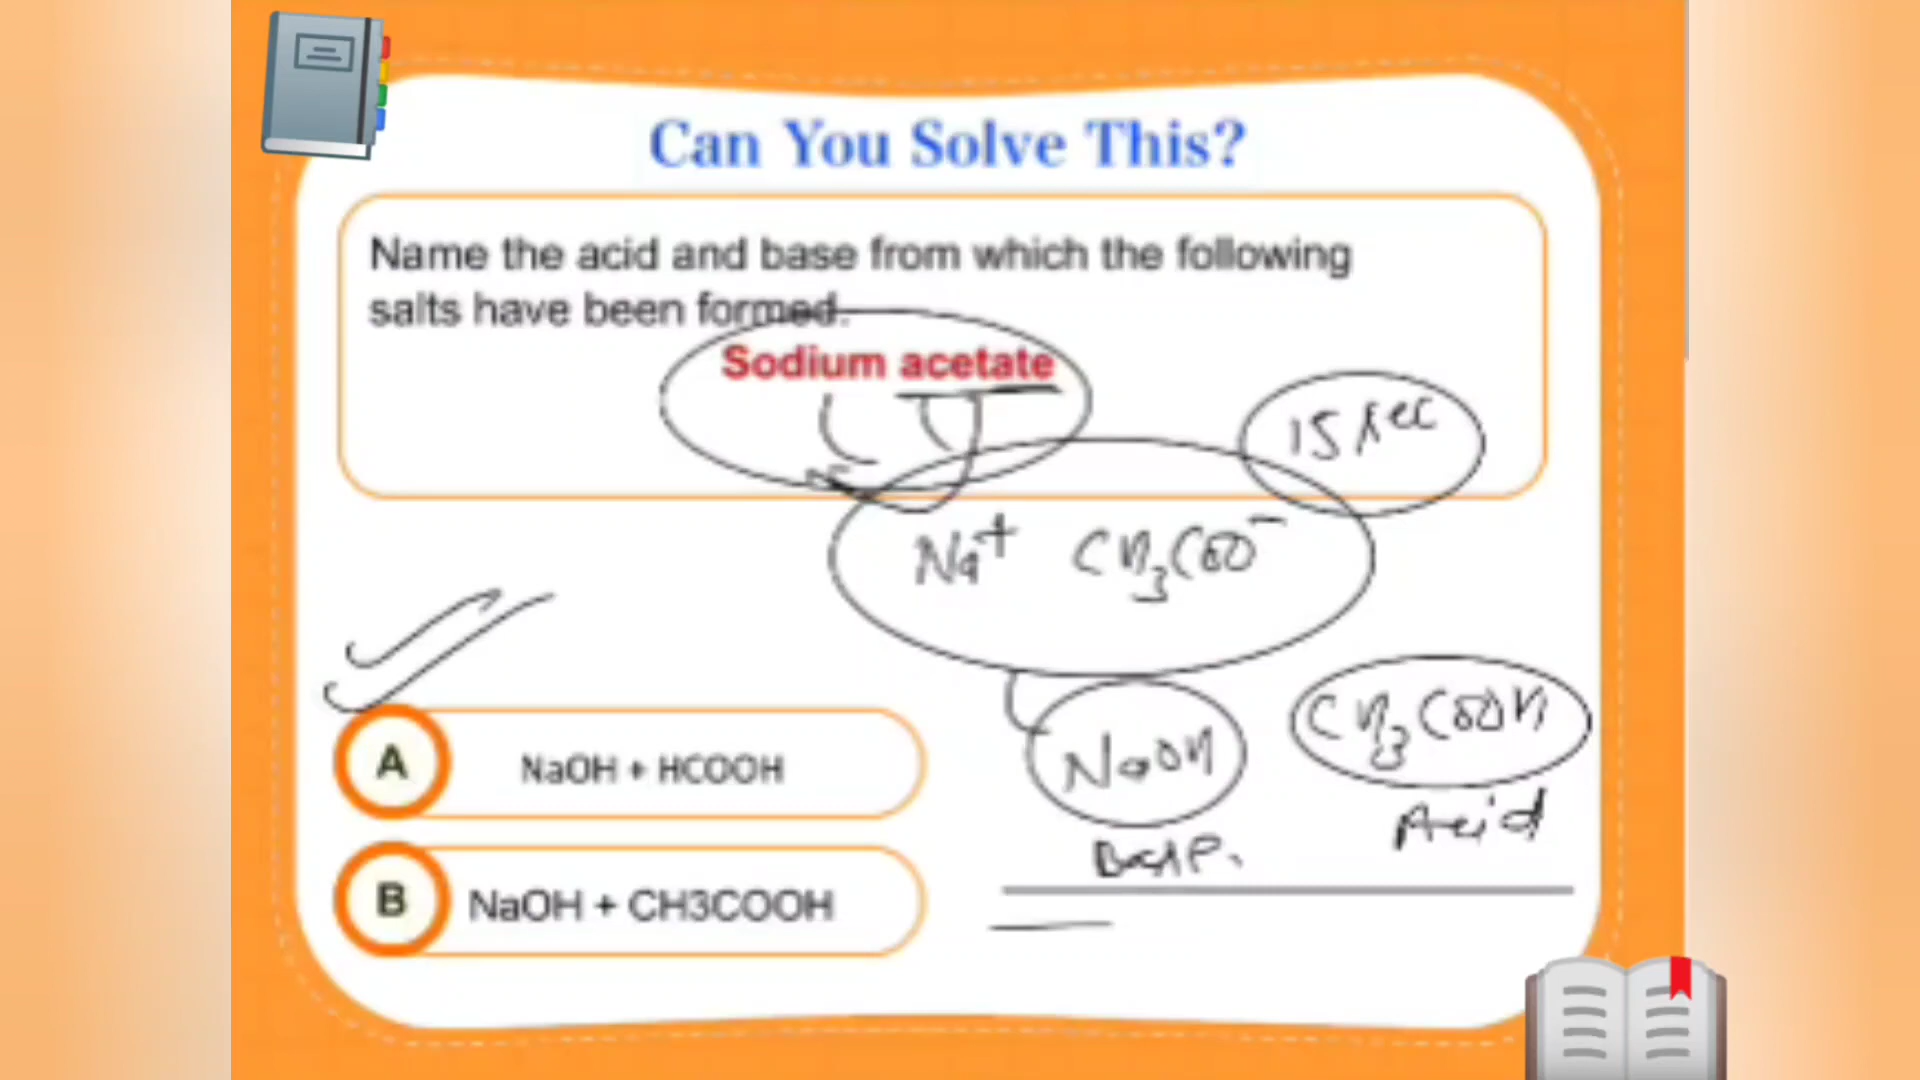 Can You Solve This?
Name the acid and base from which the following
salts have been formed.
Sodium acetate
15 sec
Na+ CH3COO-
CH3COOH
NaOH
Acid
Base.
A NaOH + HCOOH
B NaOH + CH3COOH